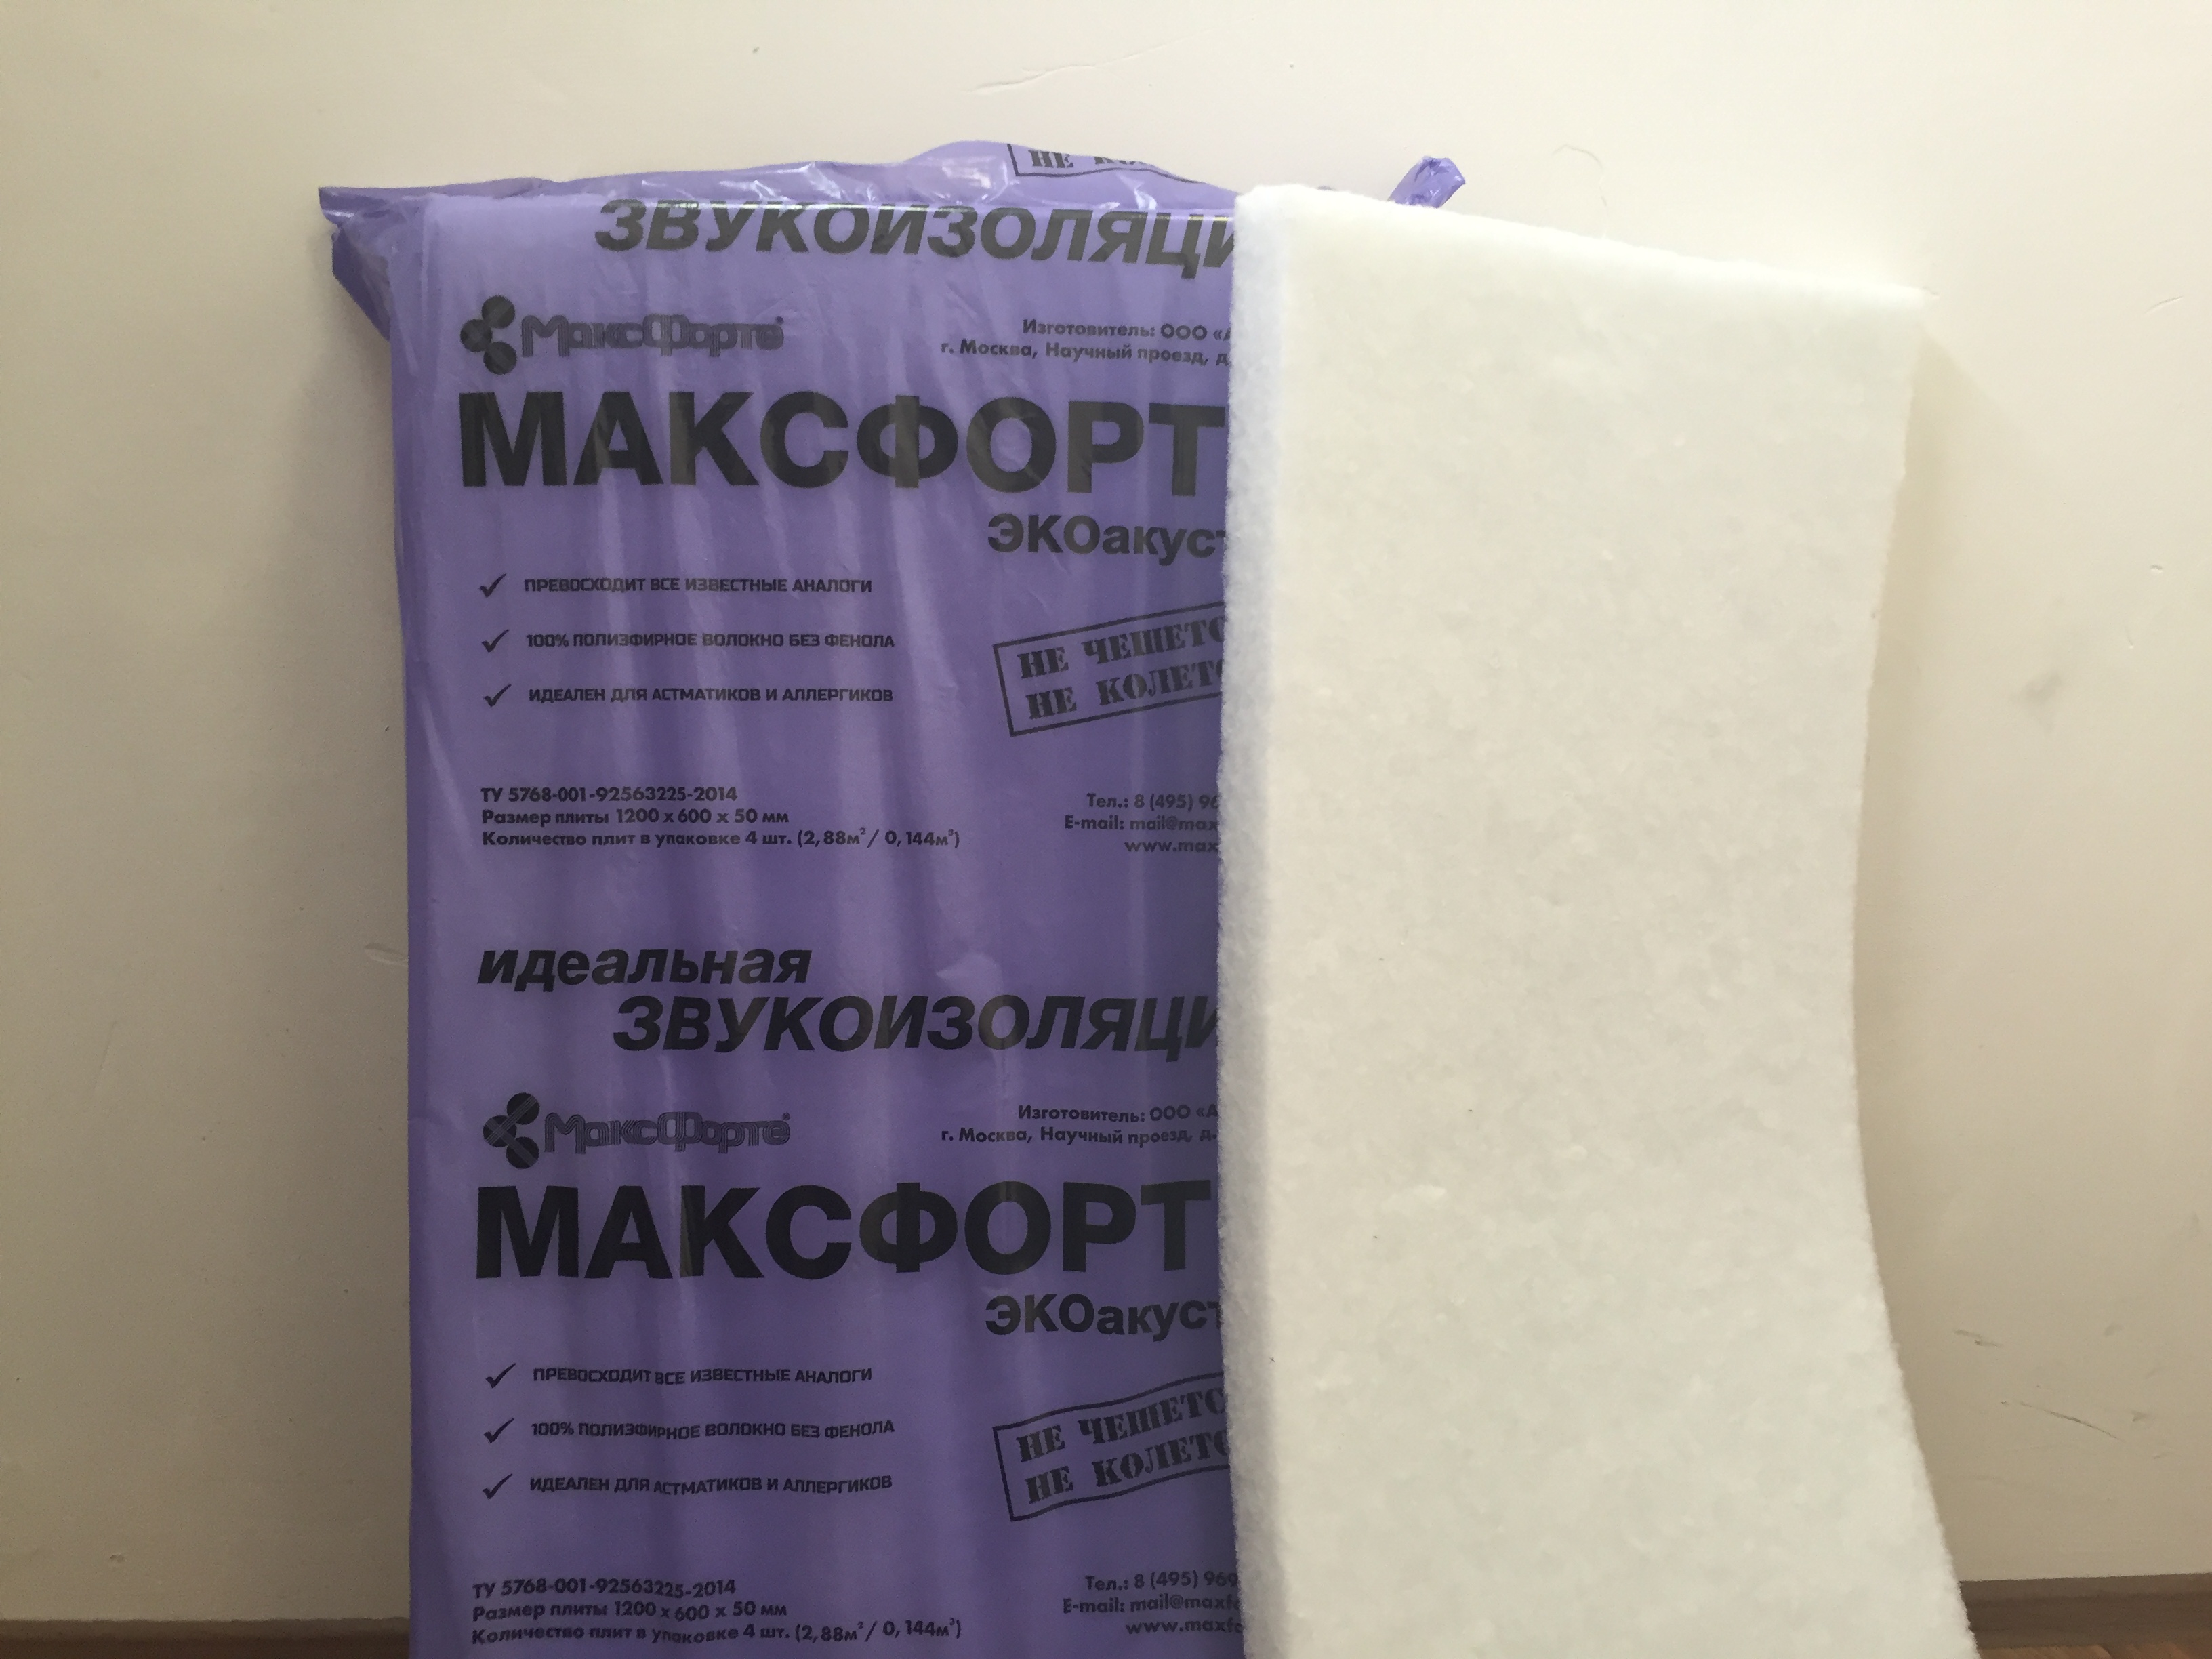 НЕ
ЗВУКОИЗОЛЯЦИ
МаксФорте®
Изготовитель: ООО «А
г. Москва, Научный проезд, д.
МАКСФОРТ
ЭКОакуст
✓ ПРЕВОСХОДИТ ВСЕ ИЗВЕСТНЫЕ АНАЛОГИ
✓ 100% ПОЛИЭФИРНОЕ ВОЛОКНО БЕЗ ФЕНОЛА
✓ ИДЕАЛЕН ДЛЯ АСТМАТИКОВ И АЛЛЕРГИКОВ
НЕ ЧЕШЕТС
НЕ КОЛЕТС
ТУ 5768-001-92563225-2014
Размер плиты 1200 х 600 х 50 мм
Количество плит в упаковке 4 шт. (2,88м²/ 0,144м³)
Тел.: 8 (495) 96
E-mail: mail@max
www.max
идеальная
ЗВУКОИЗОЛЯЦИ
МаксФорте®
Изготовитель: ООО «А
г. Москва, Научный проезд, д.
МАКСФОРТ
ЭКОакуст
✓ ПРЕВОСХОДИТ ВСЕ ИЗВЕСТНЫЕ АНАЛОГИ
✓ 100% ПОЛИЭФИРНОЕ ВОЛОКНО БЕЗ ФЕНОЛА
✓ ИДЕАЛЕН ДЛЯ АСТМАТИКОВ И АЛЛЕРГИКОВ
НЕ ЧЕШЕТС
НЕ КОЛЕТС
ТУ 5768-001-92563225-2014
Размер плиты 1200 х 600 х 50 мм
Количество плит в упаковке 4 шт. (2,88м²/ 0,144м³)
Тел.: 8 (495) 969
E-mail: mail@maxf
www.maxf